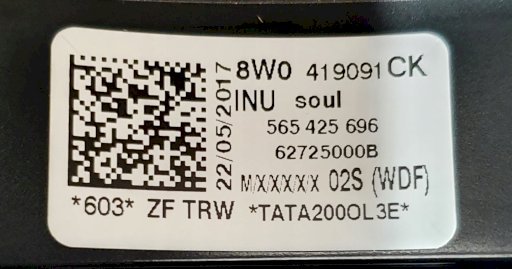 22/05/2017
8W0 419091 CK
INU soul
565 425 696
62725000B
M/X/X/X/X/X 02S (WDF)
*603* ZF TRW *TATA200OL3E*